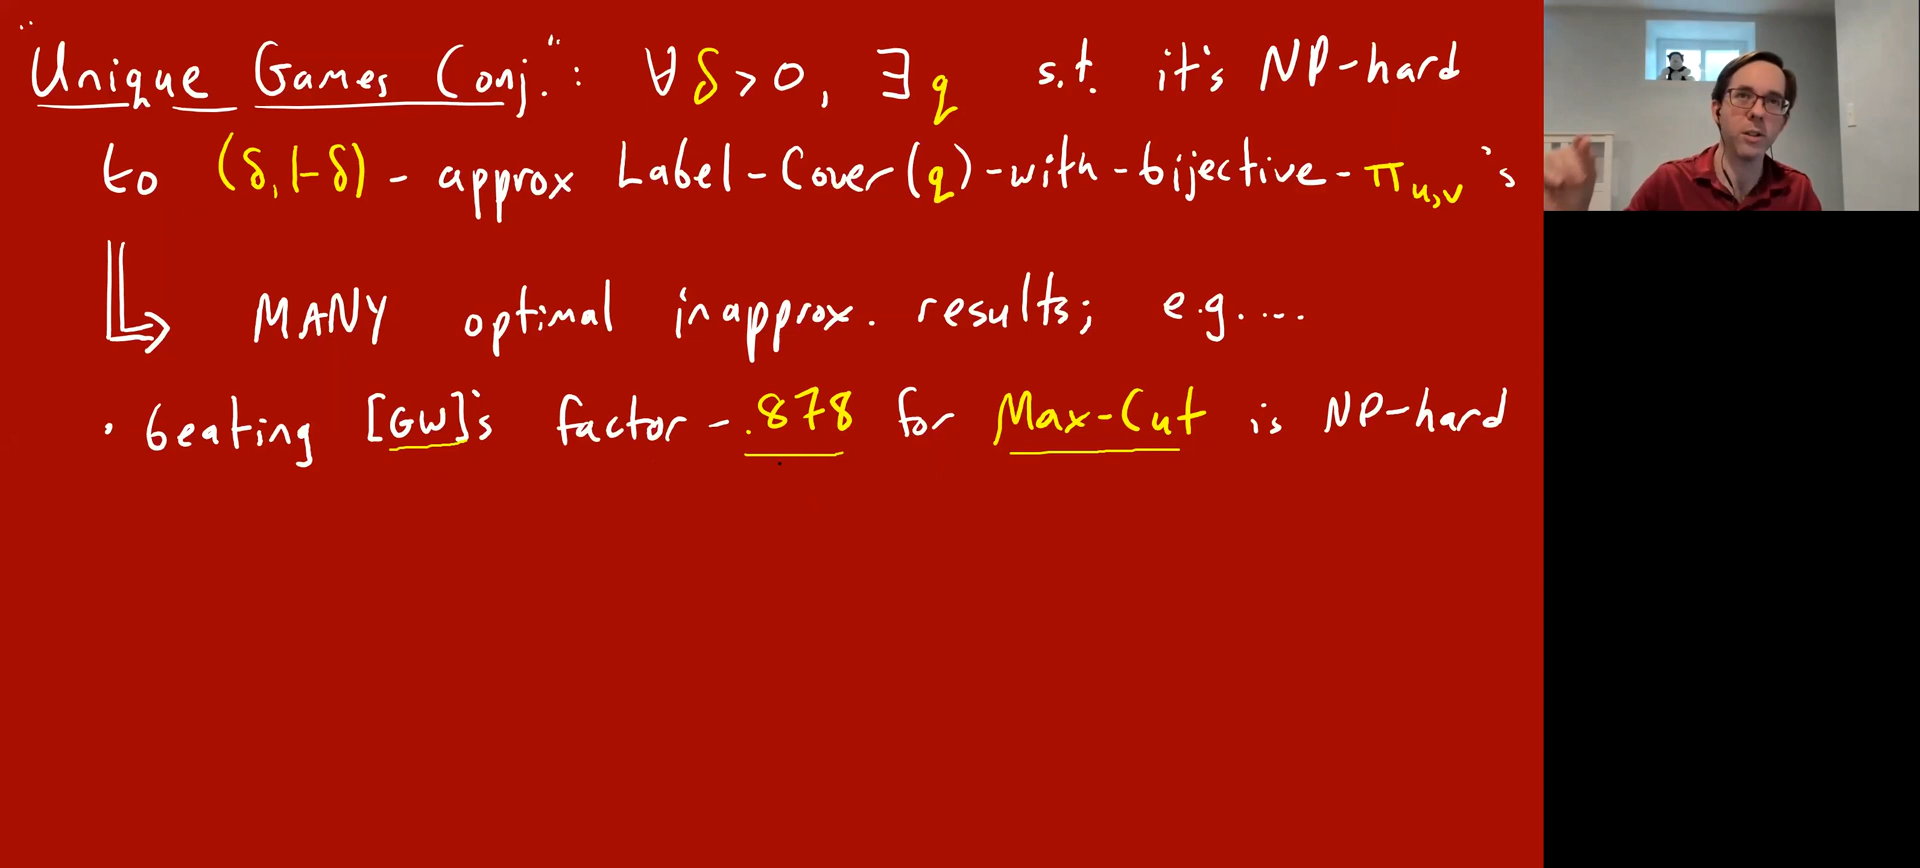 "Unique Games Conj.": ∀ δ > 0, ∃ q s.t. it's NP-hard
to (δ, 1-δ) - approx Label-Cover(q)-with-bijective-π_{u,v}'s
⇒ MANY optimal inapprox. results; e.g....
• beating [GW]'s factor-.878 for Max-Cut is NP-hard